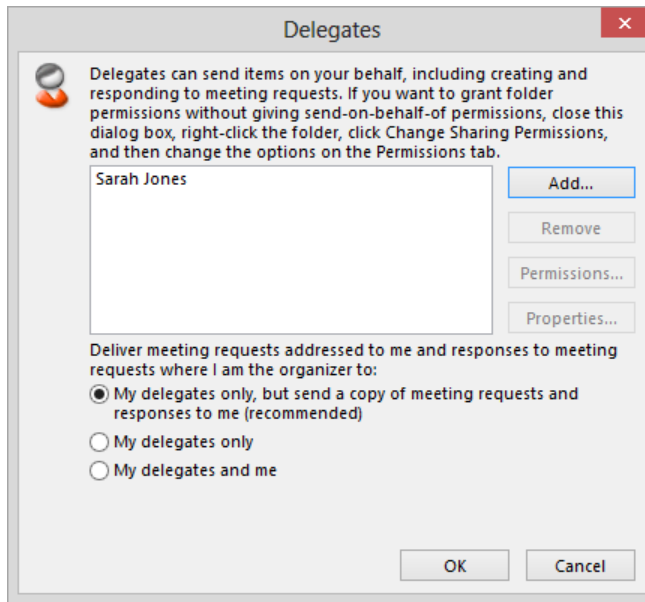 Delegates
Delegates can send items on your behalf, including creating and
responding to meeting requests. If you want to grant folder
permissions without giving send-on-behalf-of permissions, close this
dialog box, right-click the folder, click Change Sharing Permissions,
and then change the options on the Permissions tab.
Sarah Jones
Add...
Remove
Permissions...
Properties...
Deliver meeting requests addressed to me and responses to meeting
requests where I am the organizer to:
My delegates only, but send a copy of meeting requests and
responses to me (recommended)
My delegates only
My delegates and me
OK
Cancel